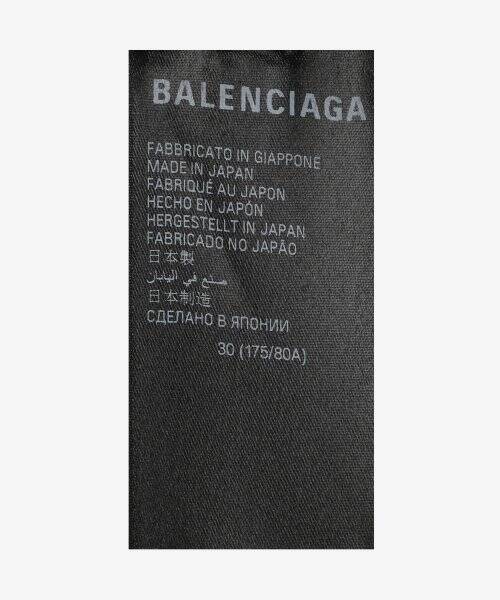 BALENCIAGA
FABBRICATO IN GIAPPONE
MADE IN JAPAN
FABRIQUÉ AU JAPON
HECHO EN JAPÓN
HERGESTELLT IN JAPAN
FABRICADO NO JAPÃO
日本製
صنع في اليابان
日本制造
СДЕЛАНО В ЯПОНИИ
30 (175/80A)